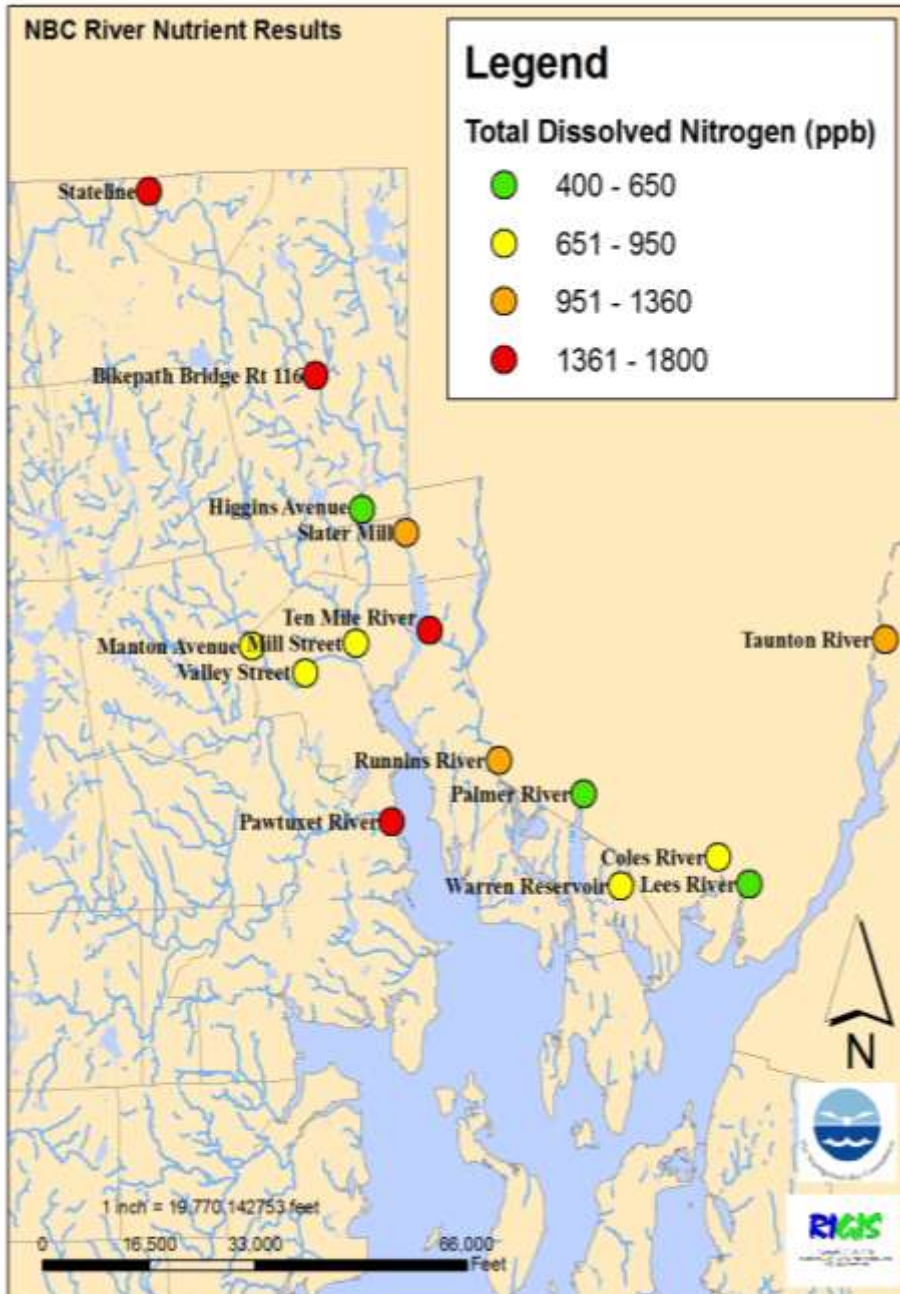 NBC River Nutrient Results
Legend
Total Dissolved Nitrogen (ppb)
400 - 650
651 - 950
951 - 1360
1361 - 1800
Stateline
Bikepath Bridge Rt 116
Higgins Avenue
Slater Mill
Ten Mile River
Taunton River
Manton Avenue
Mill Street
Valley Street
Runnins River
Palmer River
Pawtuxet River
Coles River
Warren Reservoir
Lees River
N
1 inch = 19,770.142753 feet
0 16,500 33,000 66,000
Feet
RIGIS